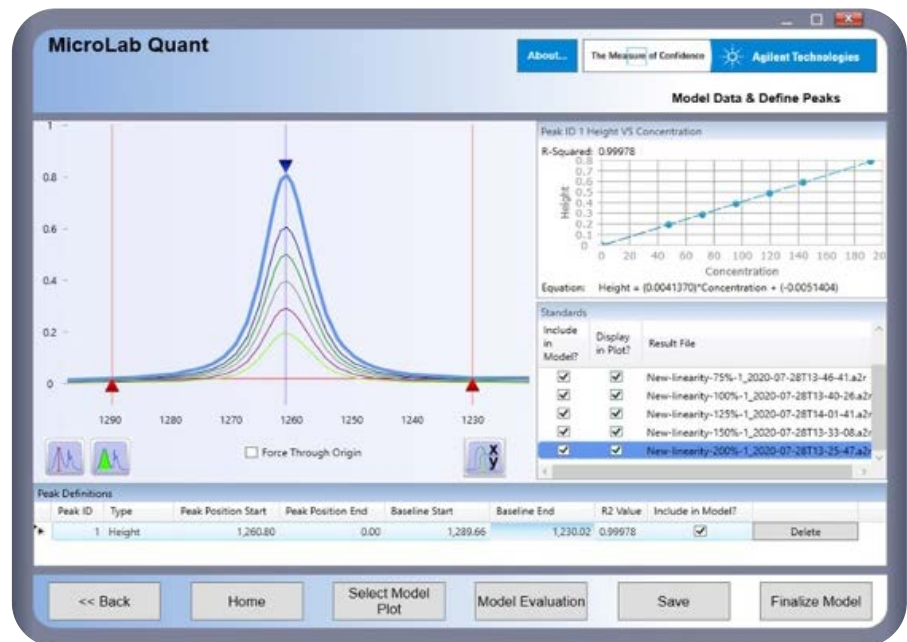 MicroLab Quant
About...
The Measure of Confidence
Agilent Technologies
Model Data & Define Peaks
1
0.8
0.6
0.4
0.2
0
1290 1280 1270 1260 1250 1240 1230
Force Through Origin
x
y
Peak ID 1 Height VS Concentration
R-Squared: 0.99978
0.8
0.7
0.6
0.5
0.4
0.3
0.2
0.1
0
Height
0 20 40 60 80 100 120 140 160 180 20
Concentration
Equation: Height = (0.0041370)*Concentration + (-0.0051404)
Standards
Include in Model? Display in Plot? Result File
New-linearity-75%-1_2020-07-28T13-46-41.a2r
New-linearity-100%-1_2020-07-28T13-40-26.a2r
New-linearity-125%-1_2020-07-28T14-01-41.a2r
New-linearity-150%-1_2020-07-28T13-33-08.a2r
New-linearity-200%-1_2020-07-28T13-25-47.a2r
Peak Definitions
Peak ID Type Peak Position Start Peak Position End Baseline Start Baseline End R2 Value Include in Model?
1 Height 1,260.80 0.00 1,289.66 1,230.02 0.99978 Delete
<< Back
Home
Select Model
Plot
Model Evaluation
Save
Finalize Model